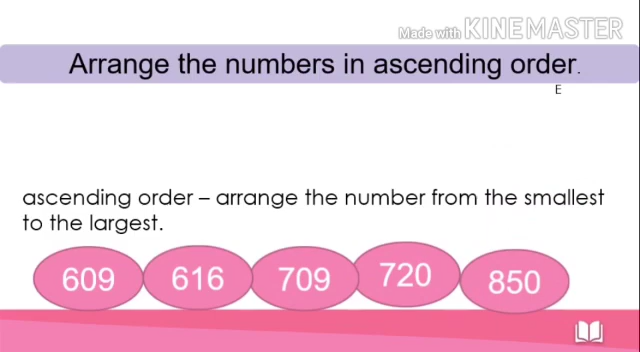 Made with KINEMASTER
Arrange the numbers in ascending order.
E
ascending order – arrange the number from the smallest
to the largest.
609 616 709 720 850